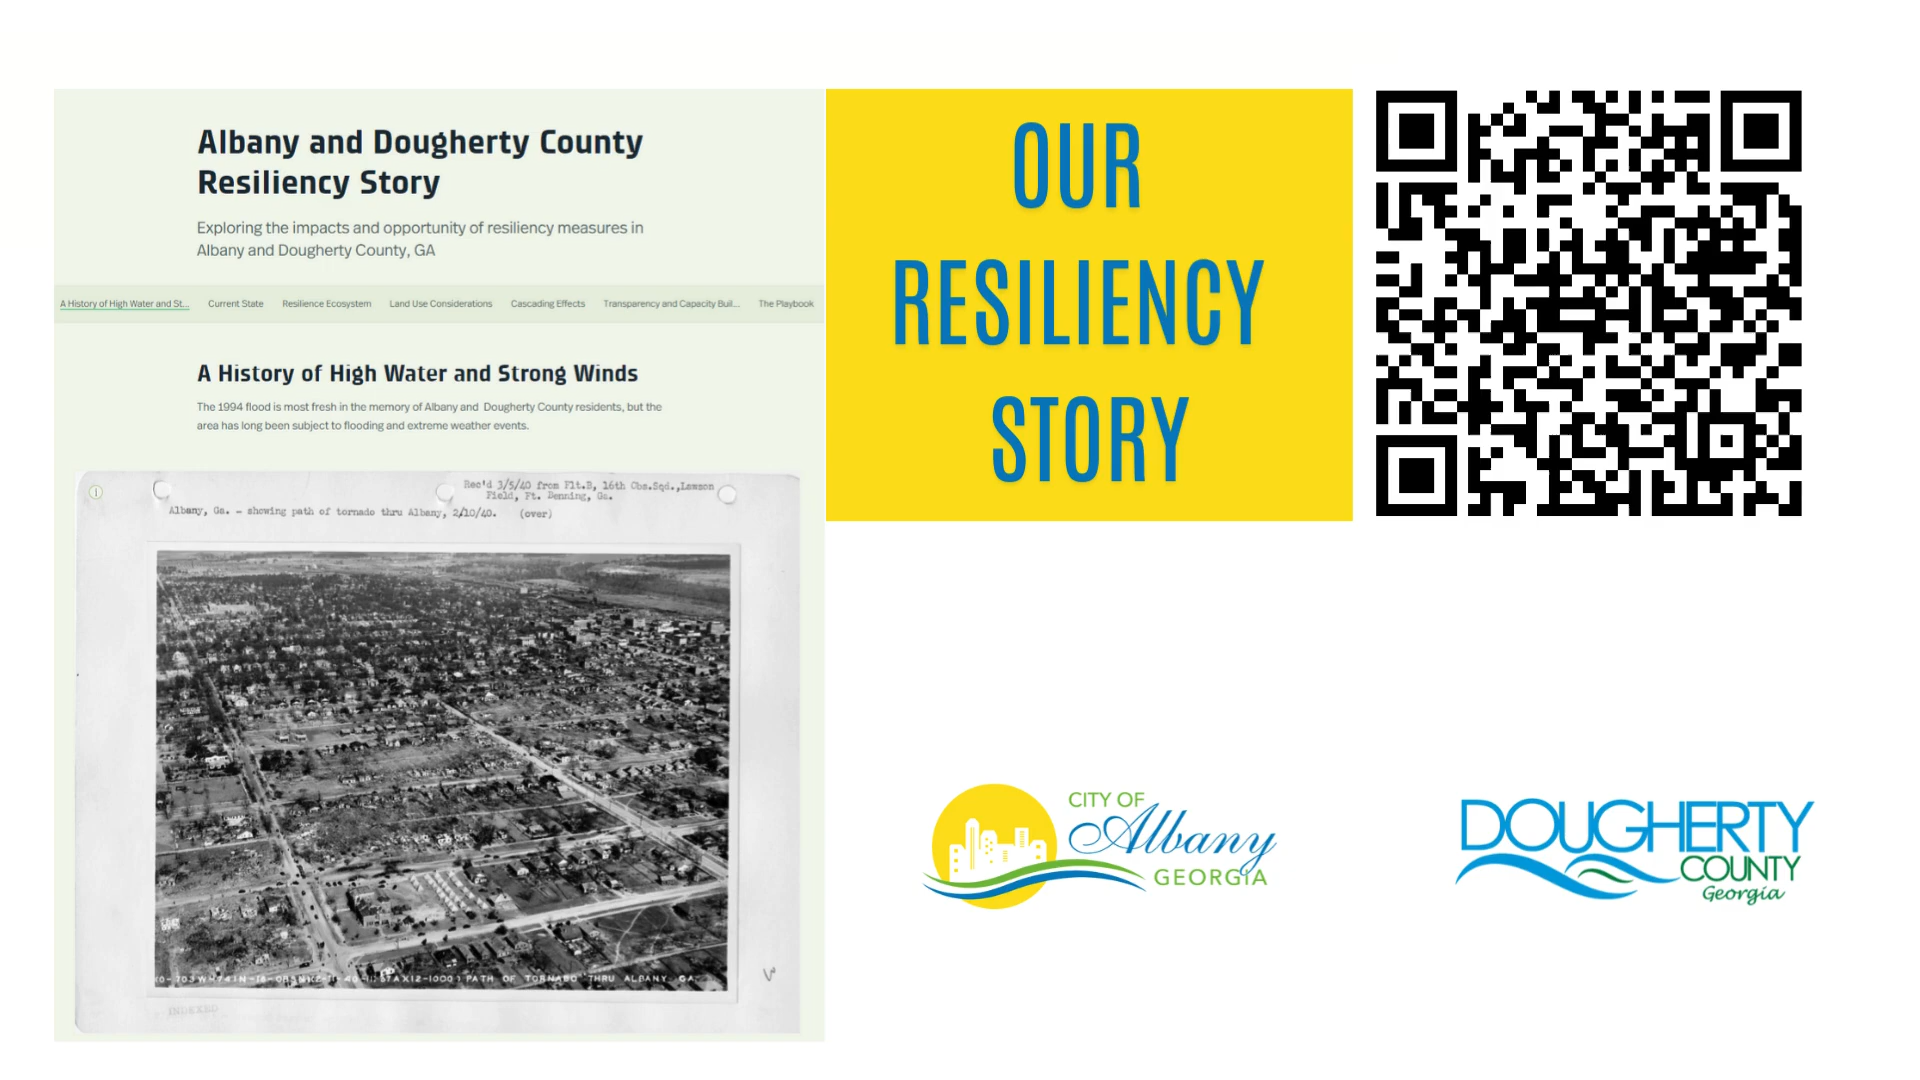 Albany and Dougherty County
Resiliency Story
Exploring the impacts and opportunity of resiliency measures in
Albany and Dougherty County, GA
A History of High Water and St... Current State Resilience Ecosystem Land Use Considerations Cascading Effects Transparency and Capacity Buil... The Playbook
A History of High Water and Strong Winds
The 1994 flood is most fresh in the memory of Albany and Dougherty County residents, but the
area has long been subject to flooding and extreme weather events.
Rec'd 3/5/40 from Flt.B, 16th Obs.Sqd.,Lawson
Field, Ft. Benning, Ga.
Albany, Ga. - showing path of tornado thru Albany, 2/10/40. (over)
PATH OF TORNADO THRU ALBANY, GA.
INDEXED
OUR
RESILIENCY
STORY
CITY OF
Albany
GEORGIA
DOUGHERTY
COUNTY
Georgia